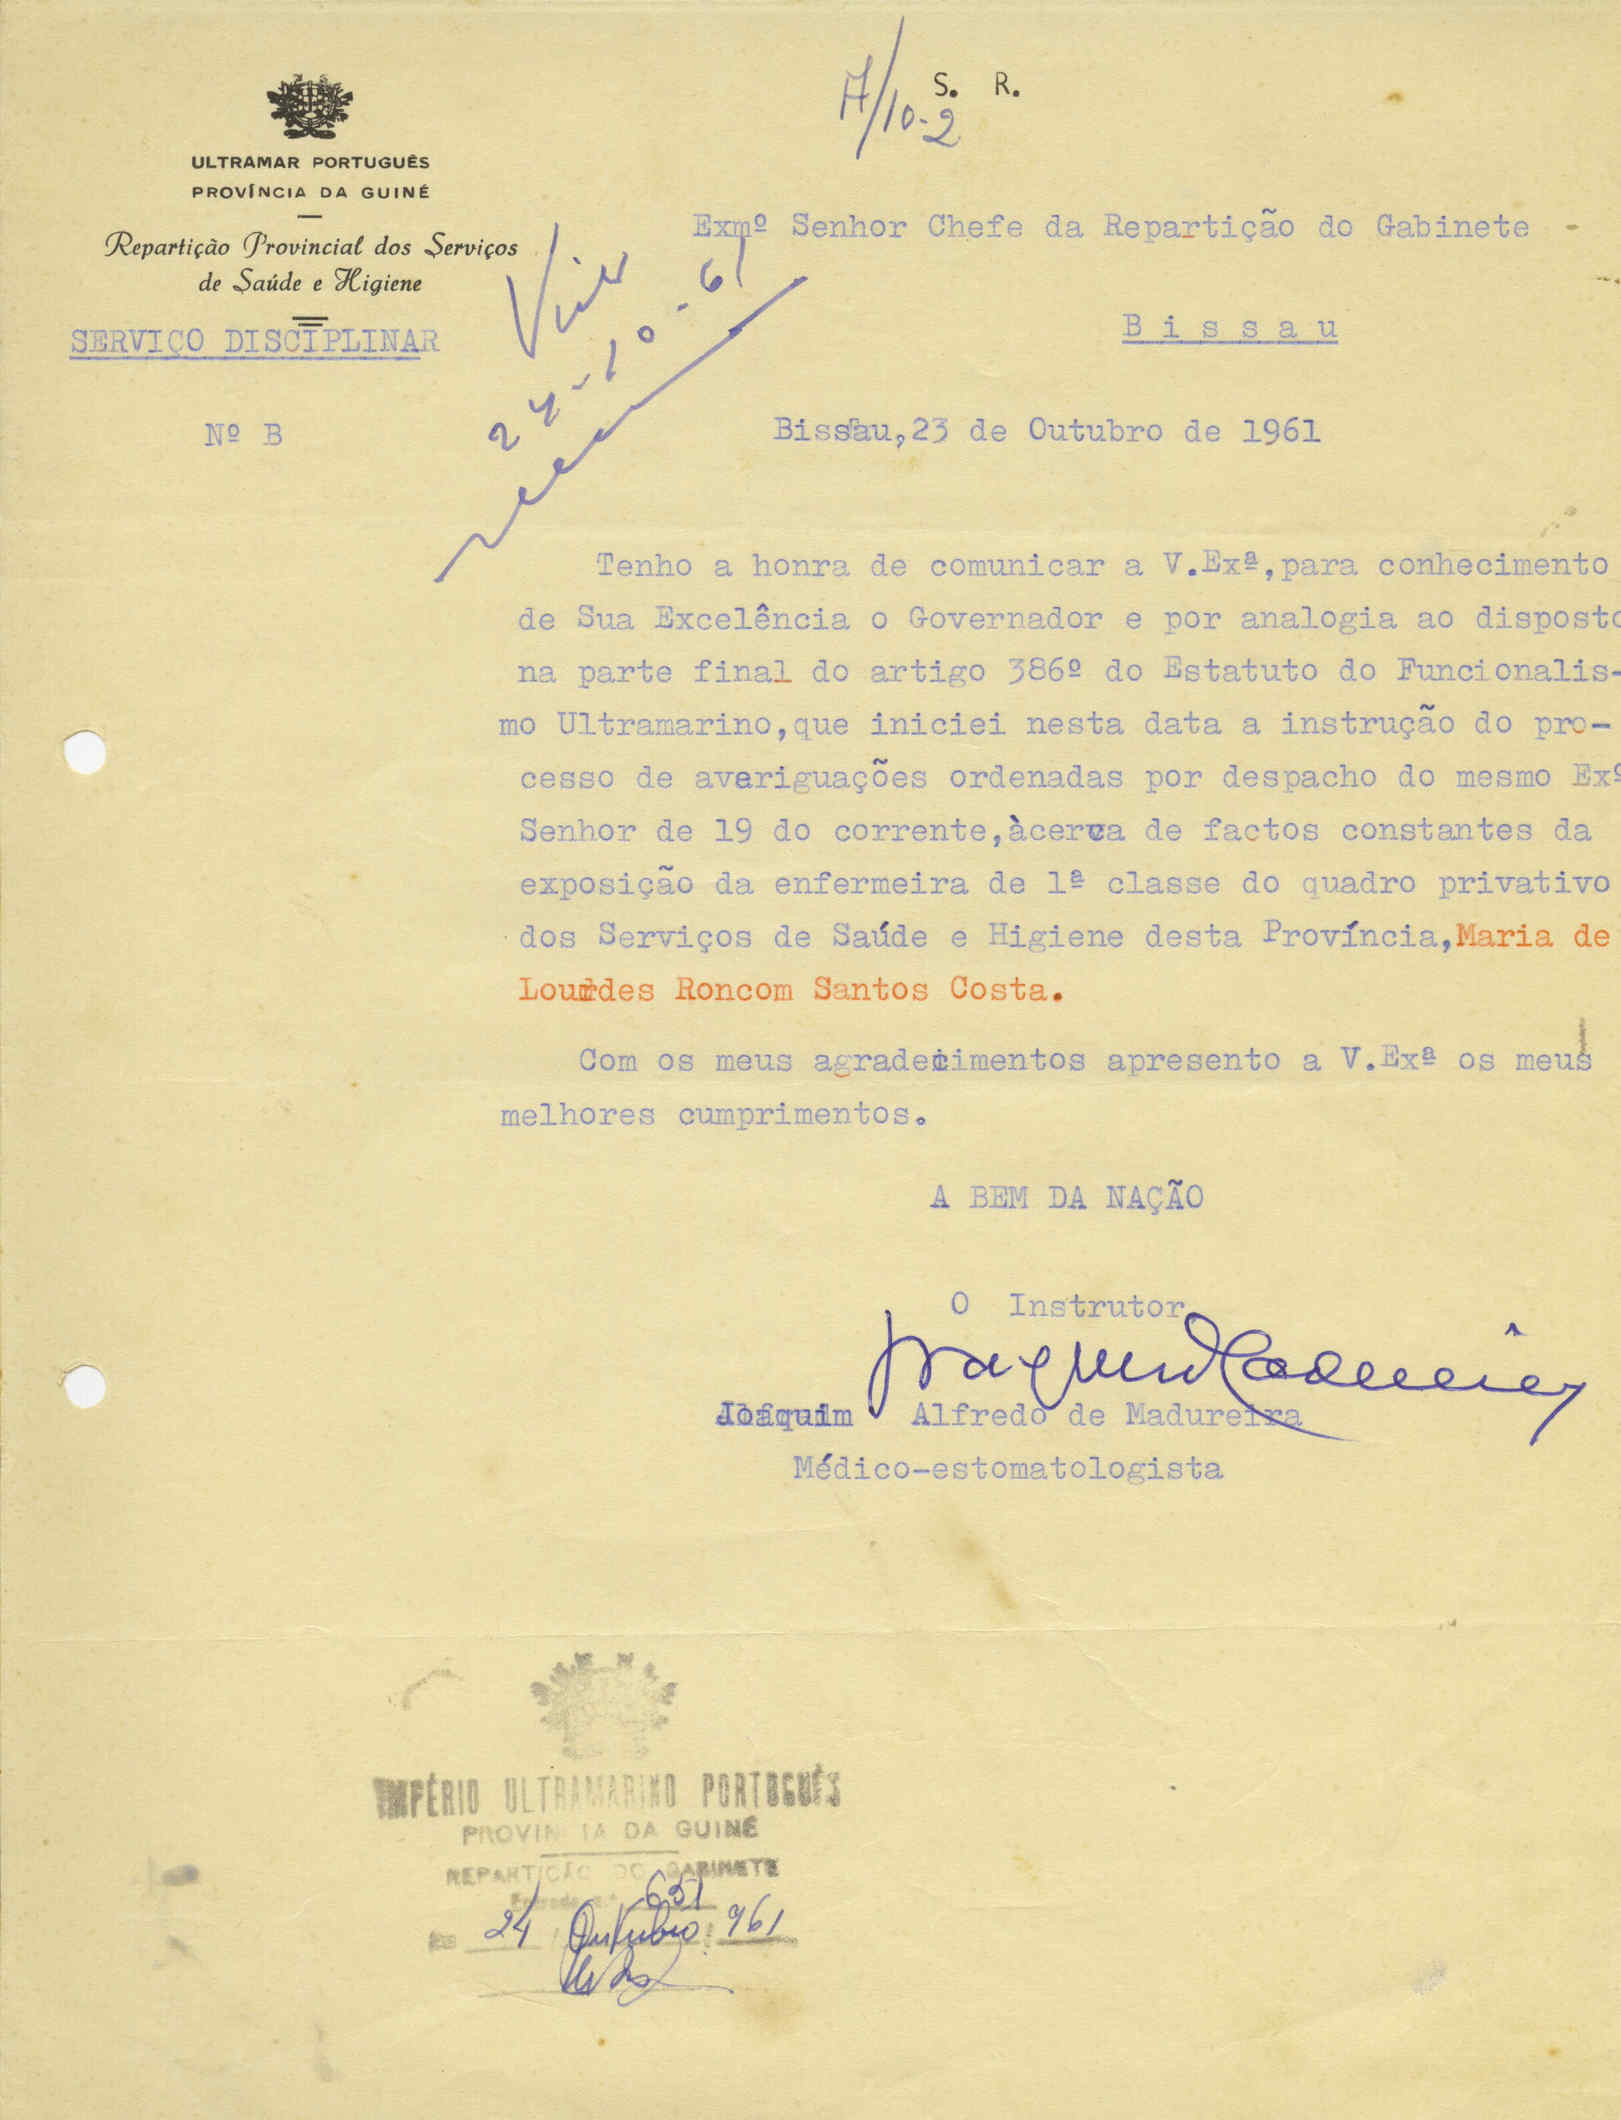 A/10-2
S. R.
ULTRAMAR PORTUGUÊS
PROVÍNCIA DA GUINÉ
Repartição Provincial dos Serviços
de Saúde e Higiene
SERVIÇO DISCIPLINAR
Nº B
Exmº Senhor Chefe da Repartição do Gabinete
B i s s a u
24-10-61
Bissau,23 de Outubro de 1961
Tenho a honra de comunicar a V.Exª,para conhecimento
de Sua Excelência o Governador e por analogia ao disposto
na parte final do artigo 386º do Estatuto do Funcionalis-
mo Ultramarino,que iniciei nesta data a instrução do pro-
cesso de averiguações ordenadas por despacho do mesmo Exº
Senhor de 19 do corrente,àcerca de factos constantes da
exposição da enfermeira de 1ª classe do quadro privativo
dos Serviços de Saúde e Higiene desta Província,Maria de
Lourdes Roncom Santos Costa.
Com os meus agradecimentos apresento a V.Exª os meus
melhores cumprimentos.
A BEM DA NAÇÃO
O Instrutor
Joaquim Alfredo de Madureira
Médico-estomatologista
IMPÉRIO ULTRAMARINO PORTUGUÊS
PROVINCIA DA GUINÉ
REPARTIÇÃO DO GABINETE
Entrada n.º 651
Em 24 / Outubro / 961